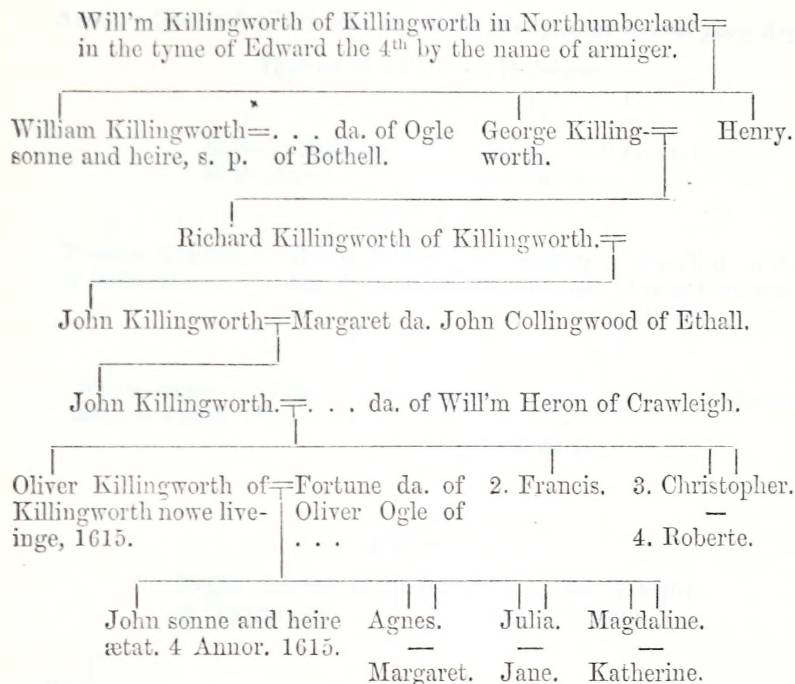 Will'm Killingworth of Killingworth in Northumberland
in the tyme of Edward the 4th by the name of armiger.
William Killingworth=. . . da. of Ogle George Killing- Henry.
sonne and heire, s. p. of Bothell. worth.
Richard Killingworth of Killingworth.
John Killingworth=Margaret da. John Collingwood of Ethall.
John Killingworth.=. . . da. of Will'm Heron of Crawleigh.
Oliver Killingworth of=Fortune da. of 2. Francis. 3. Christopher.
Killingworth nowe live- Oliver Ogle of —
inge, 1615. . . . 4. Roberte.
John sonne and heire Agnes. Julia. Magdaline.
ætat. 4 Annor. 1615. — — —
Margaret. Jane. Katherine.